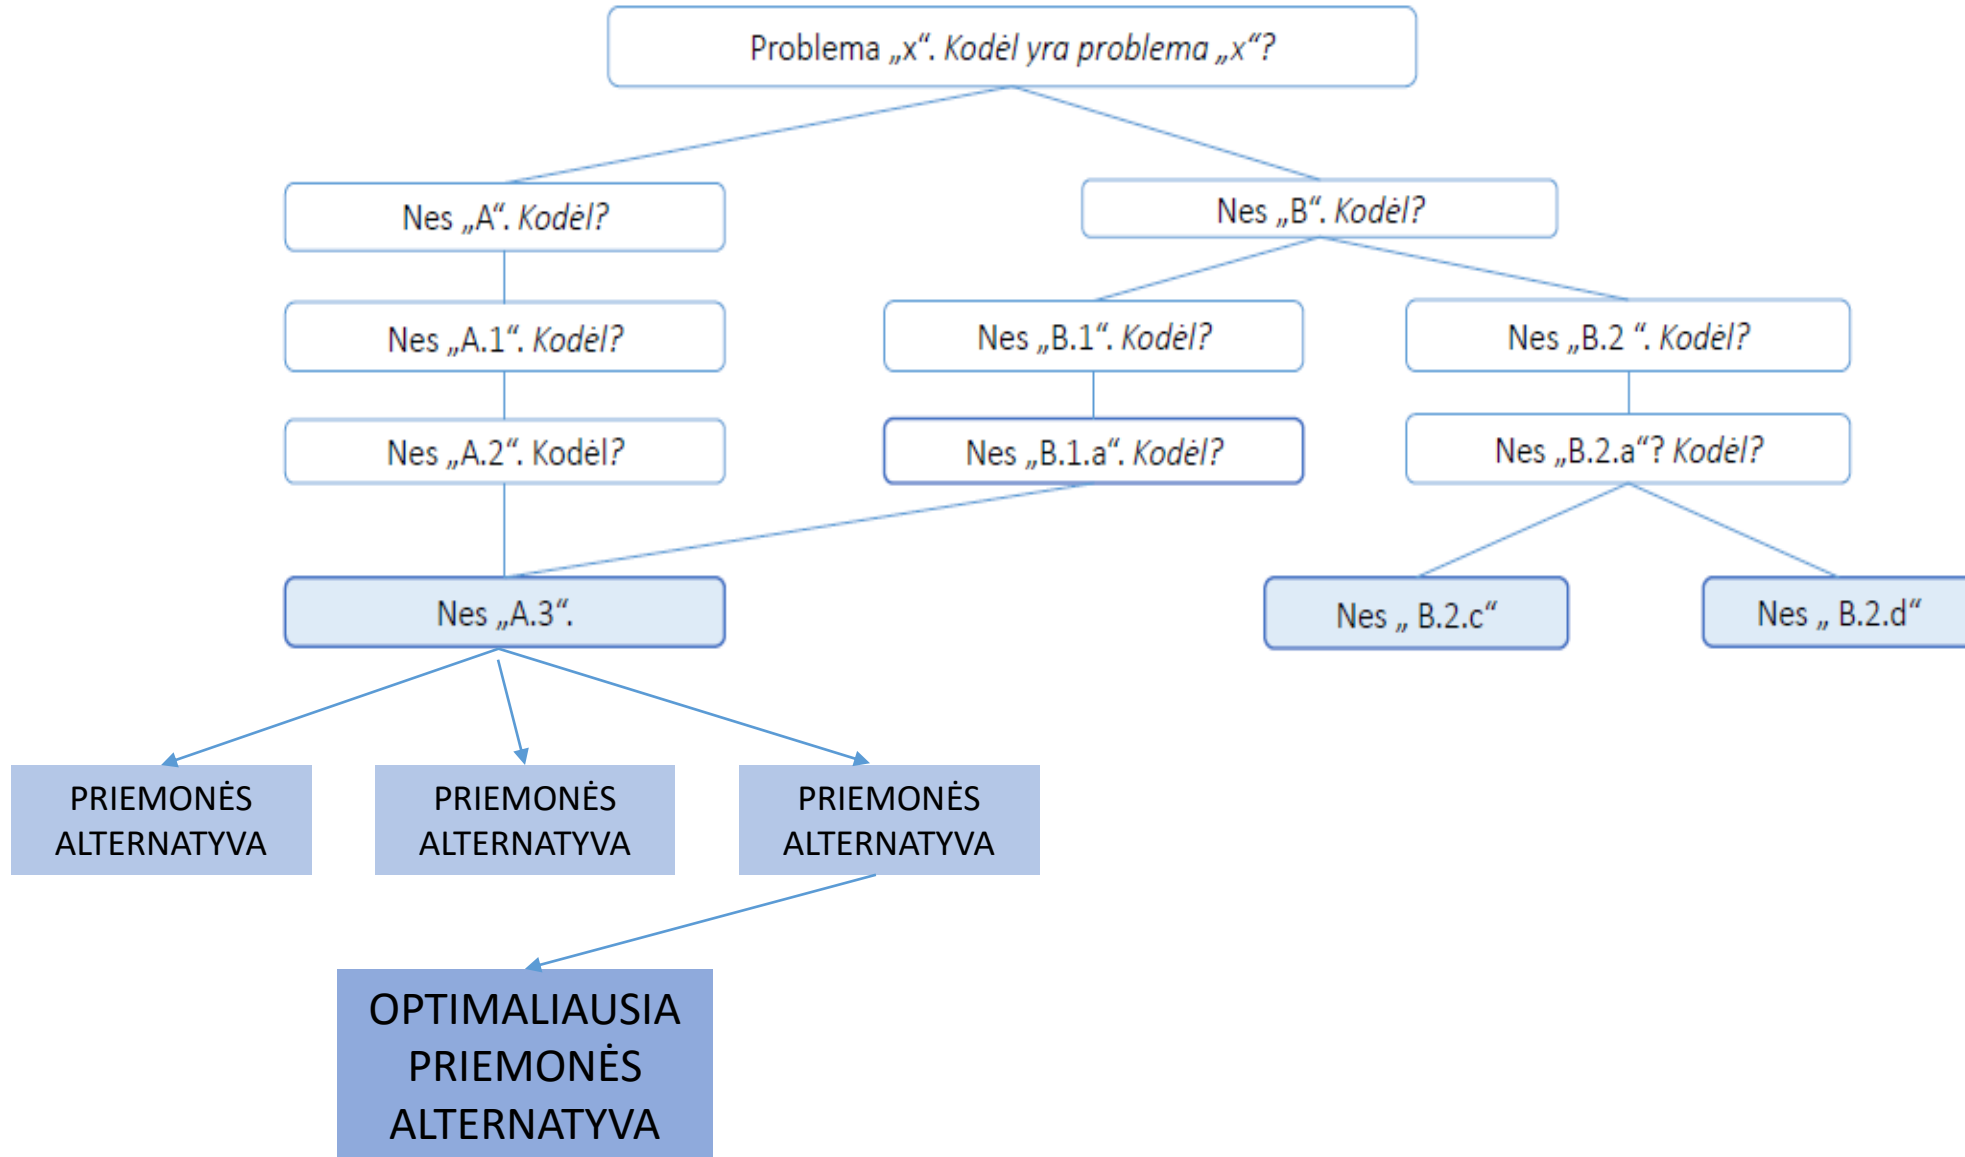 Problema „x“. Kodėl yra problema „x“?
Nes „A“. Kodėl?
Nes „B“. Kodėl?
Nes „A.1“. Kodėl?
Nes „B.1“. Kodėl?
Nes „B.2 “. Kodėl?
Nes „A.2“. Kodėl?
Nes „B.1.a“. Kodėl?
Nes „B.2.a“? Kodėl?
Nes „A.3“.
Nes „ B.2.c“
Nes „ B.2.d“
PRIEMONĖS
ALTERNATYVA
PRIEMONĖS
ALTERNATYVA
PRIEMONĖS
ALTERNATYVA
OPTIMALIAUSIA
PRIEMONĖS
ALTERNATYVA